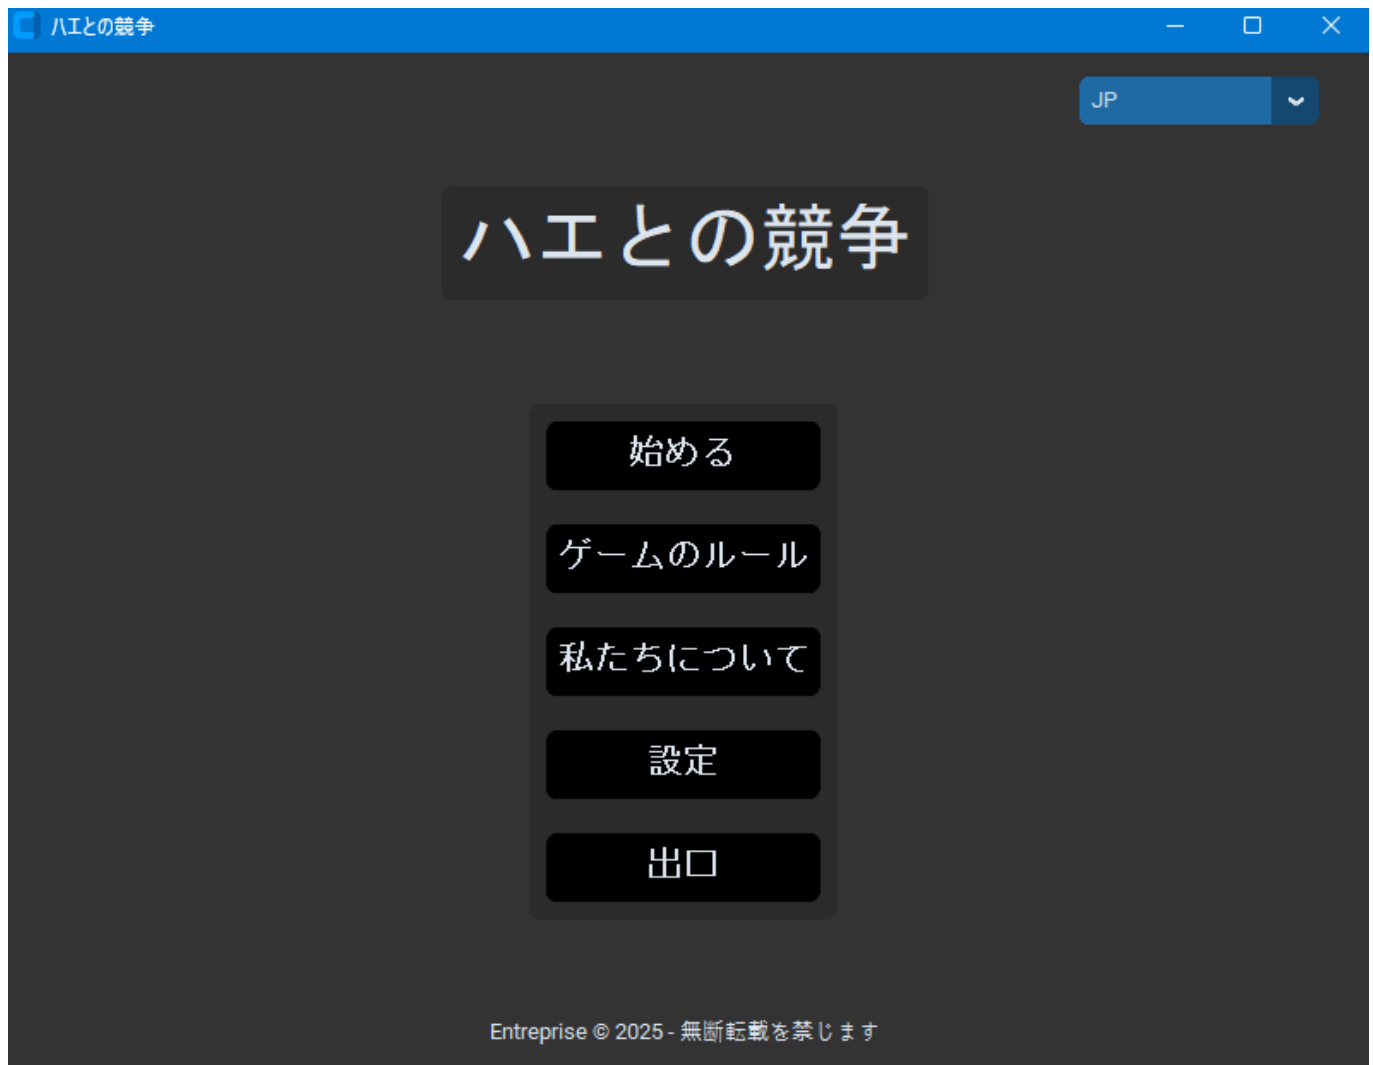 ハエとの競争
JP
ハエとの競争
始める
ゲームのルール
私たちについて
設定
出口
Entreprise © 2025 - 無断転載を禁じます